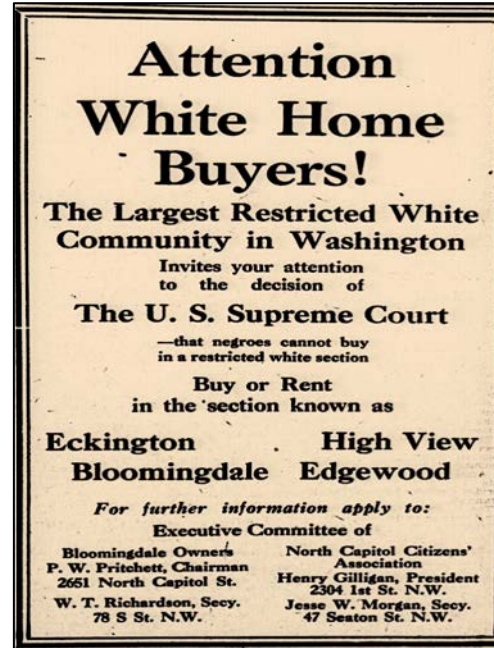 Attention
White Home
Buyers!
The Largest Restricted White
Community in Washington
Invites your attention
to the decision of
The U. S. Supreme Court
—that negroes cannot buy
in a restricted white section
Buy or Rent
in the section known as
Eckington High View
Bloomingdale Edgewood
For further information apply to:
Executive Committee of
Bloomingdale Owners
P. W. Pritchett, Chairman
2651 North Capitol St.
W. T. Richardson, Secy.
78 S St. N.W.
North Capitol Citizens'
Association
Henry Gilligan, President
2304 1st St. N.W.
Jesse W. Morgan, Secy.
47 Seaton St. N.W.